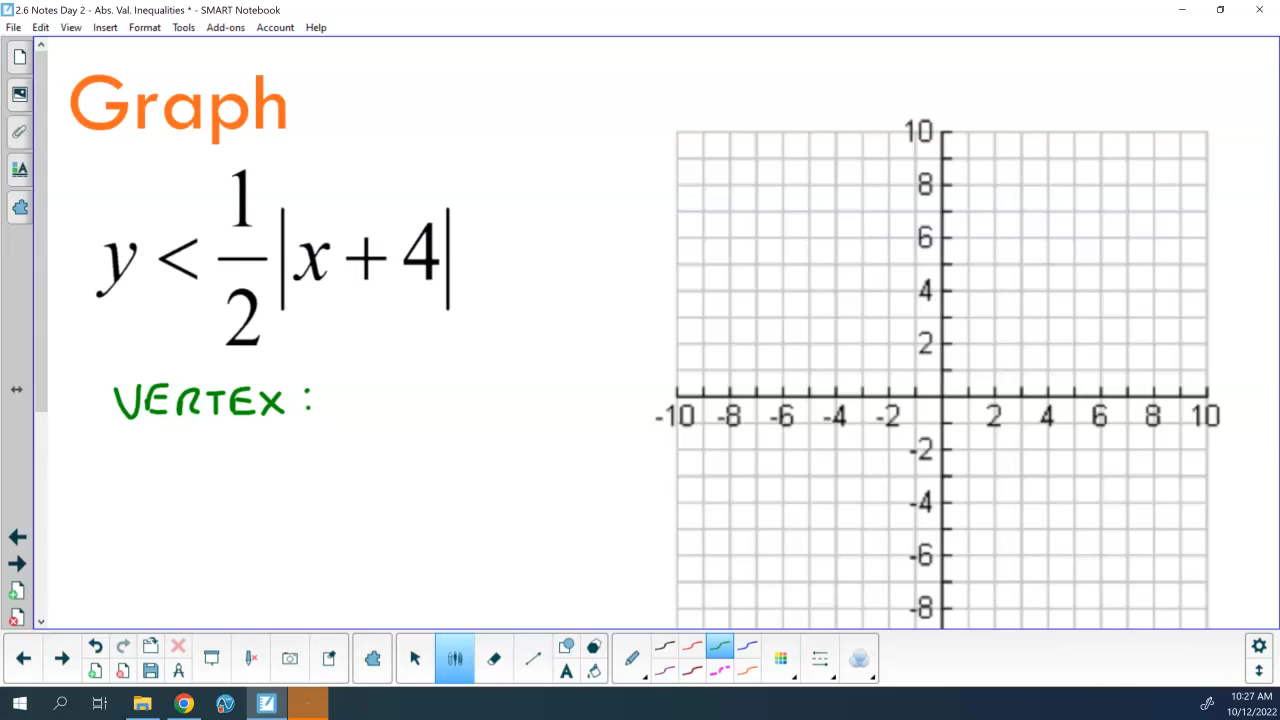 2.6 Notes Day 2 - Abs. Val. Inequalities * - SMART Notebook
File Edit View Insert Format Tools Add-ons Account Help
Graph
y < 1/2 |x + 4|
VERTEX :
10
8
6
4
2
-10 -8 -6 -4 -2 2 4 6 8 10
-2
-4
-6
-8
A
10:27 AM
10/12/2022